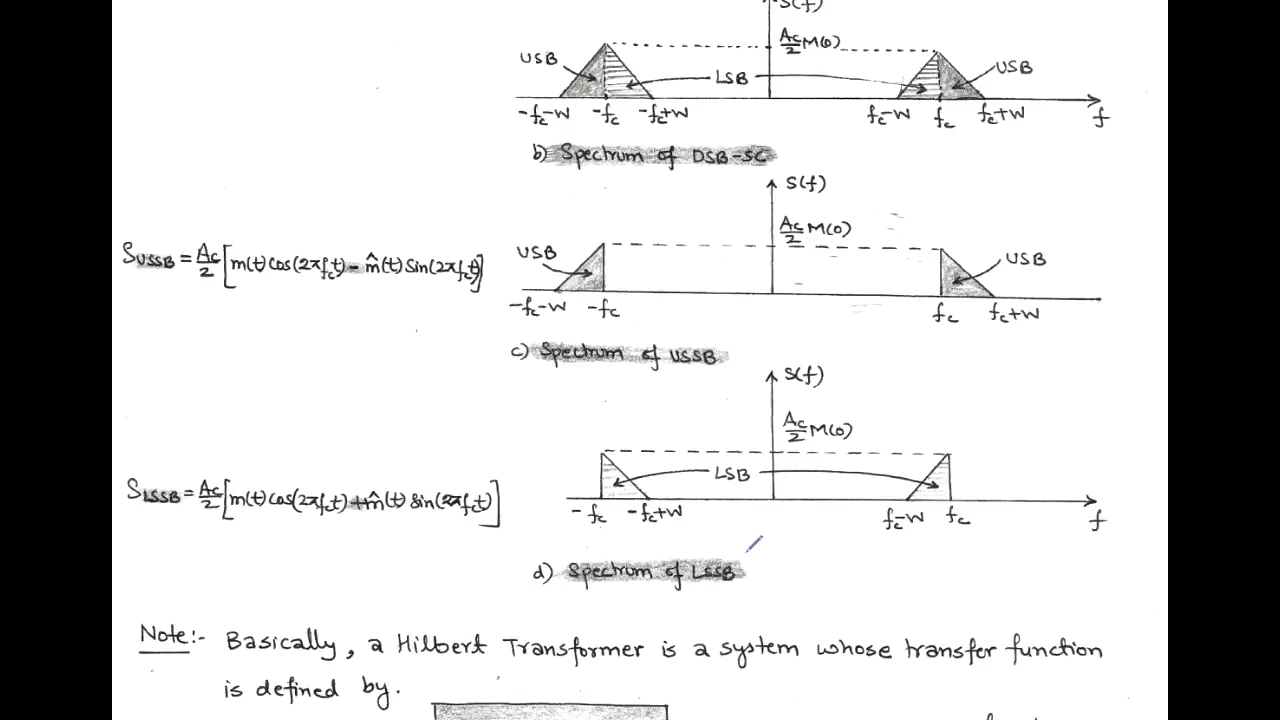 S(f)
Ac/2 M(0)
USB
LSB
USB
-fc-W -fc -fc+W fc-W fc fc+W f
b) Spectrum of DSB-SC
S(f)
Ac/2 M(0)
S_USSB = Ac/2 [m(t)Cos(2πfct) - m̂(t)Sin(2πfct)]
USB
USB
-fc-W -fc fc fc+W
c) Spectrum of USSB
S(f)
Ac/2 M(0)
LSB
S_LSSB = Ac/2 [m(t)Cos(2πfct) + m̂(t) Sin(2πfct)]
-fc -fc+W fc-W fc f
d) Spectrum of LSSB
Note:- Basically, a Hilbert Transformer is a system whose transfer function
is defined by.